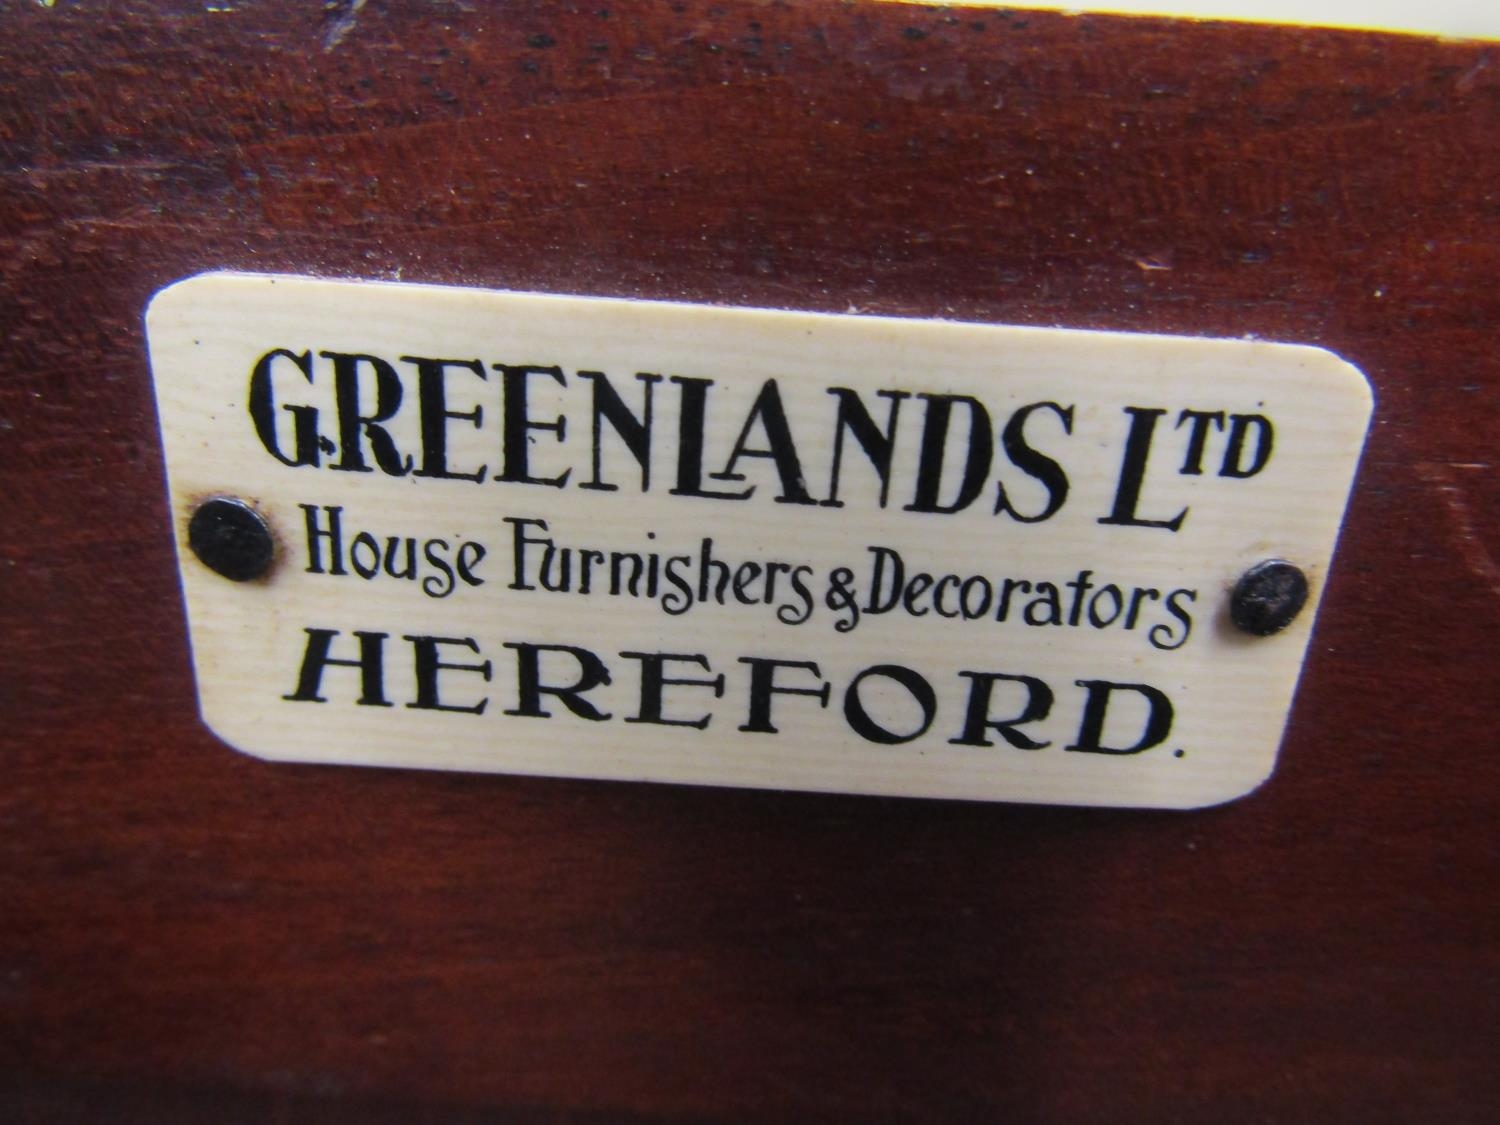 GREENLANDS LTD
House Furnishers & Decorators
HEREFORD.